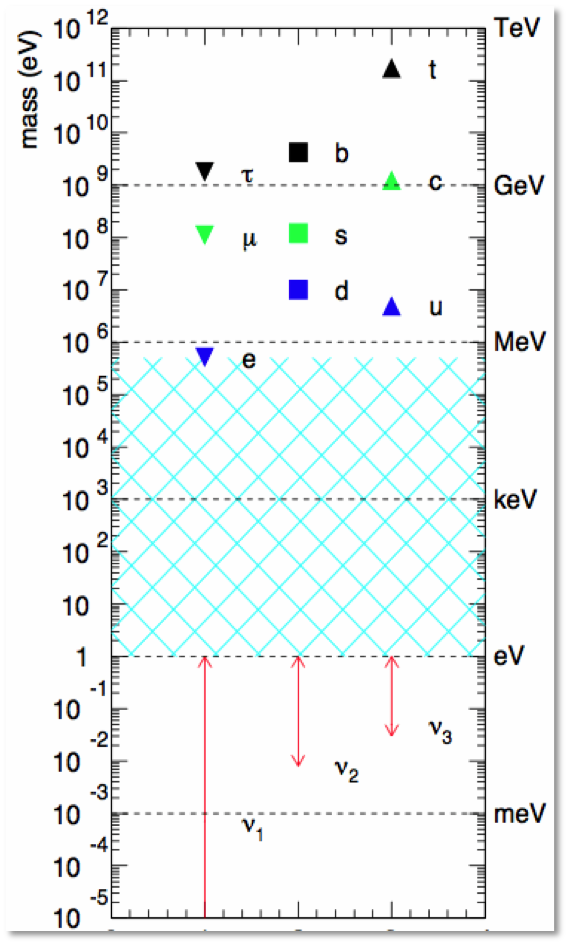 10 12 TeV
mass (eV)
10 11 t
10 10 b
τ
10 9 c GeV
10 8 μ s
10 7 d u
10 6 MeV
e
10 5
10 4
10 3 keV
10 2
10
1 eV
10 -1
ν3
10 -2 ν2
10 -3 meV
ν1
10 -4
10 -5